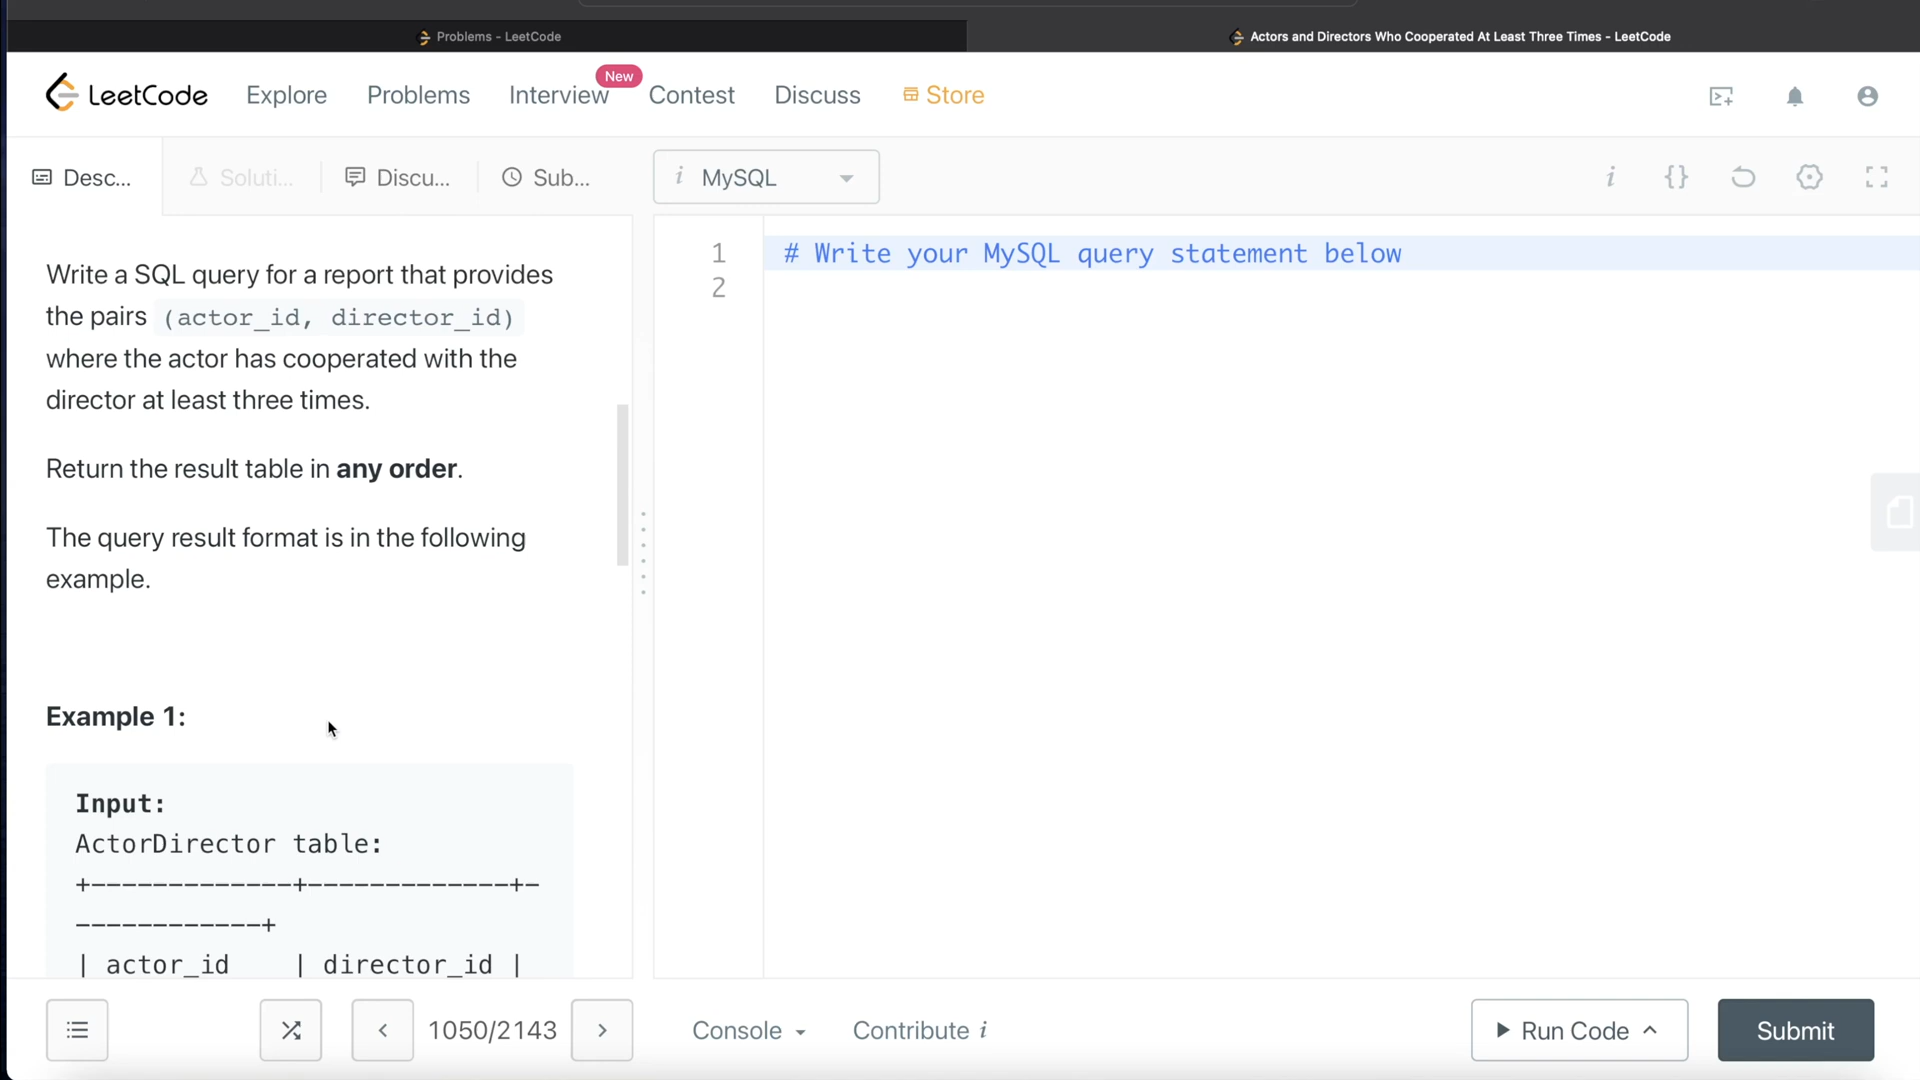 Problems - LeetCode
Actors and Directors Who Cooperated At Least Three Times - LeetCode
LeetCode
Explore
Problems
Interview
New
Contest
Discuss
Store
Desc...
Soluti...
Discu...
Sub...
i MySQL
i
{}
Write a SQL query for a report that provides
the pairs (actor_id, director_id)
where the actor has cooperated with the
director at least three times.
Return the result table in any order.
The query result format is in the following
example.
Example 1:
Input:
ActorDirector table:
+-------------+-------------+-
------------+
| actor_id    | director_id |
1 # Write your MySQL query statement below
2
1050/2143
Console
Contribute i
Run Code
Submit